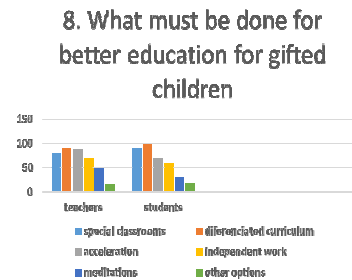 8. What must be done for
better education for gifted
children
150
100
50
0
teachers students
special classrooms diferenciated curriculum
acceleration independent work
meditations other options